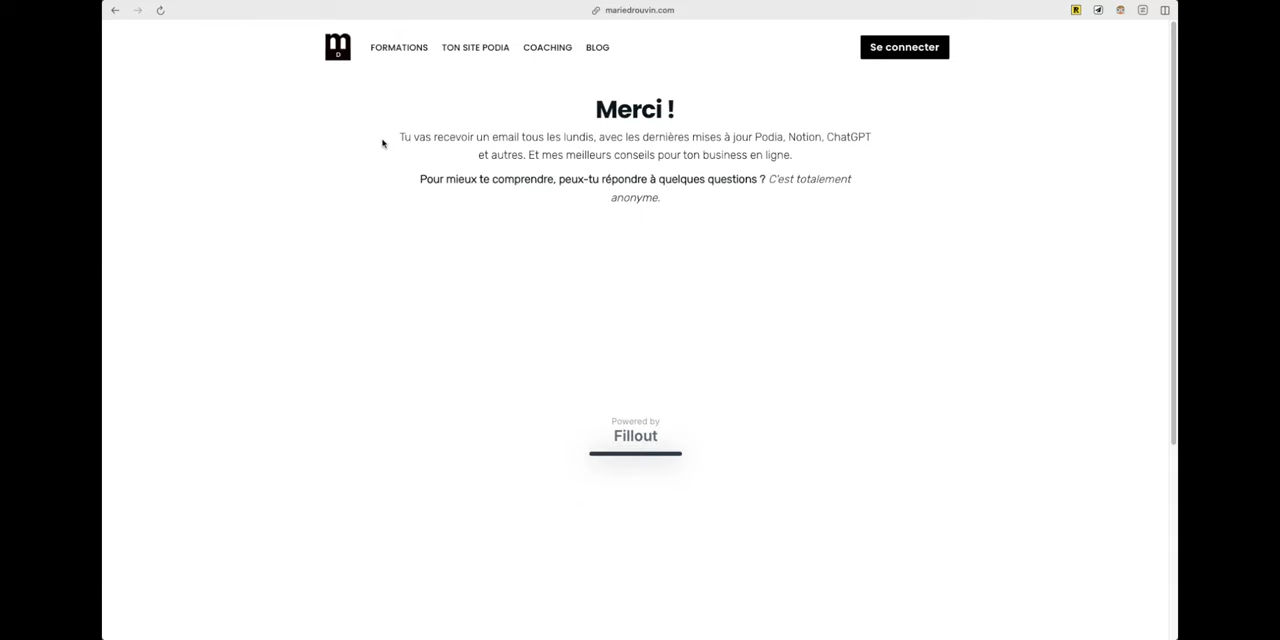 mariedrouvin.com
R
m
D
FORMATIONS TON SITE PODIA COACHING BLOG
Se connecter
Merci !
Tu vas recevoir un email tous les lundis, avec les dernières mises à jour Podia, Notion, ChatGPT
et autres. Et mes meilleurs conseils pour ton business en ligne.
Pour mieux te comprendre, peux-tu répondre à quelques questions ? C'est totalement
anonyme.
Powered by
Fillout